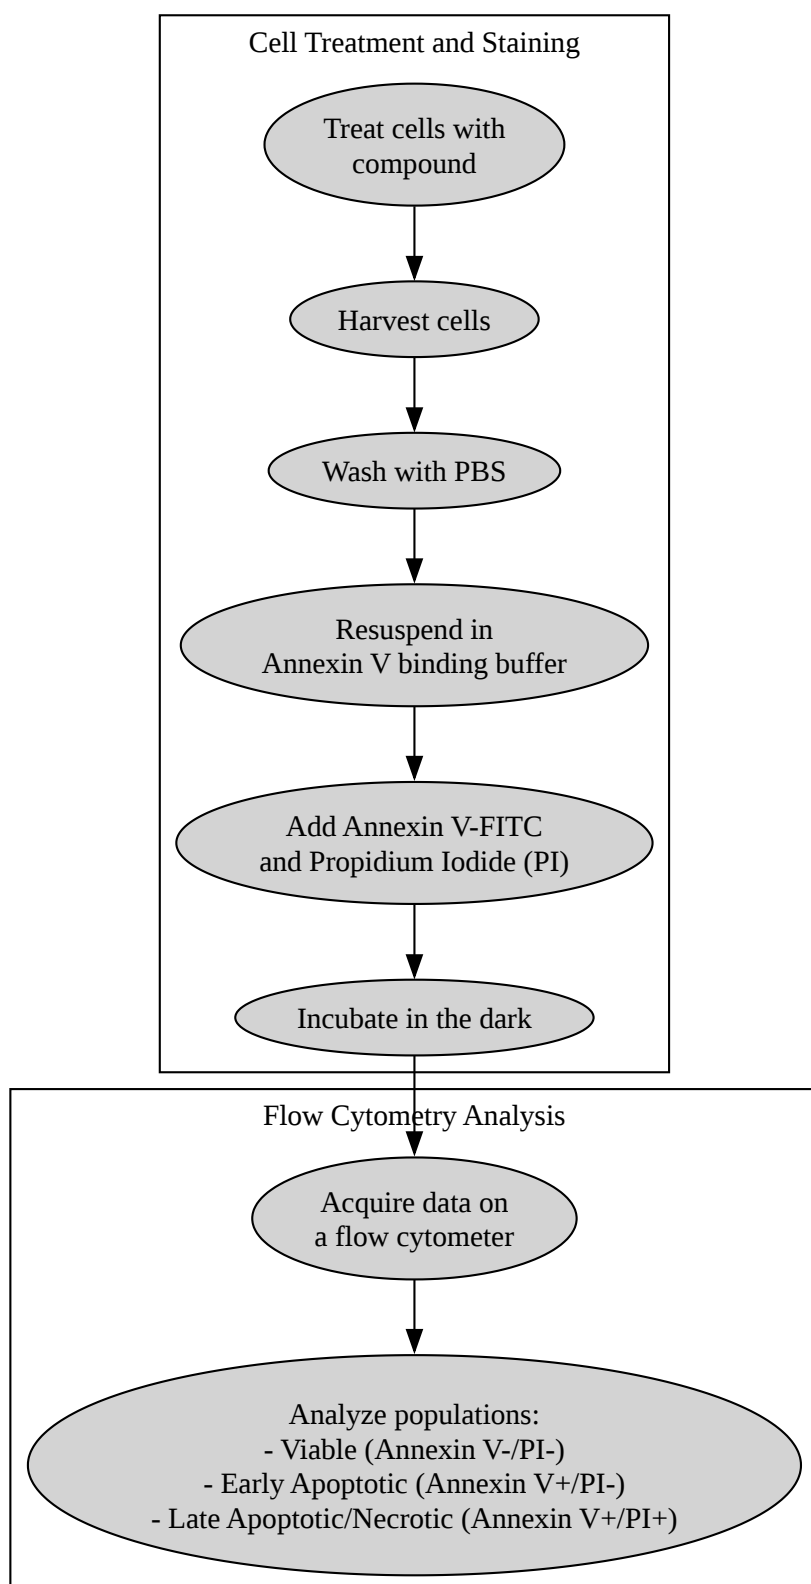 Cell Treatment and Staining
Treat cells with
compound
Harvest cells
Wash with PBS
Resuspend in
Annexin V binding buffer
Add Annexin V-FITC
and Propidium Iodide (PI)
Incubate in the dark
Flow Cytometry Analysis
Acquire data on
a flow cytometer
Analyze populations:
- Viable (Annexin V-/PI-)
- Early Apoptotic (Annexin V+/PI-)
- Late Apoptotic/Necrotic (Annexin V+/PI+)